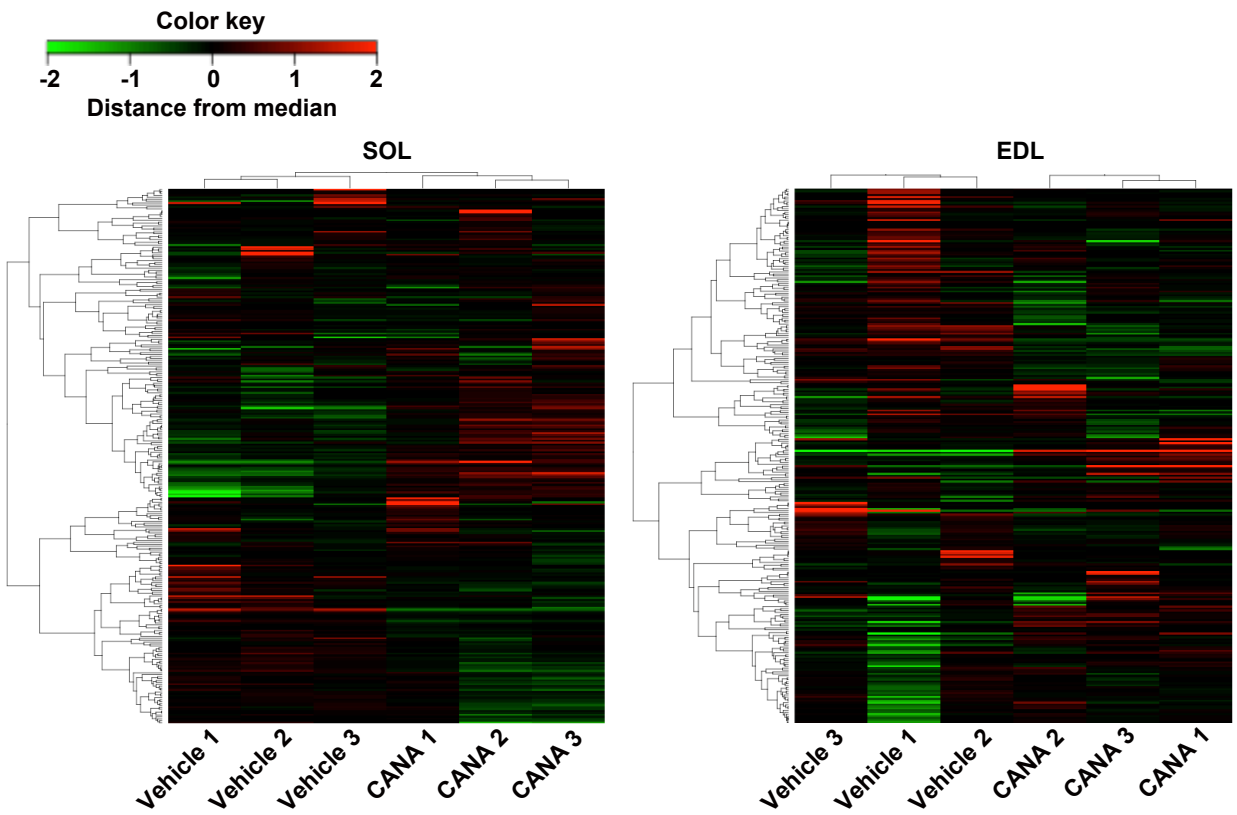 Color key
-2 -1 0 1 2
Distance from median
SOL
EDL
Vehicle 1
Vehicle 2
Vehicle 3
CANA 1
CANA 2
CANA 3
Vehicle 3
Vehicle 1
Vehicle 2
CANA 2
CANA 3
CANA 1